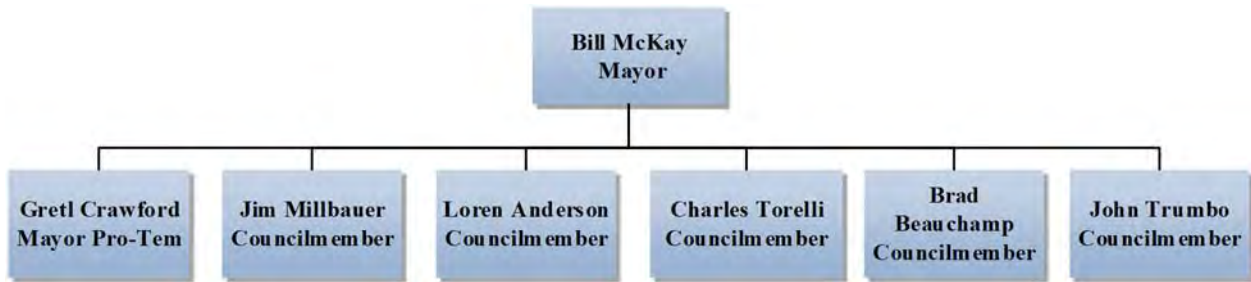 Bill McKay
Mayor
Gretl Crawford
Mayor Pro-Tem
Jim Millbauer
Councilmember
Loren Anderson
Councilmember
Charles Torelli
Councilmember
Brad
Beauchamp
Councilmember
John Trumbo
Councilmember